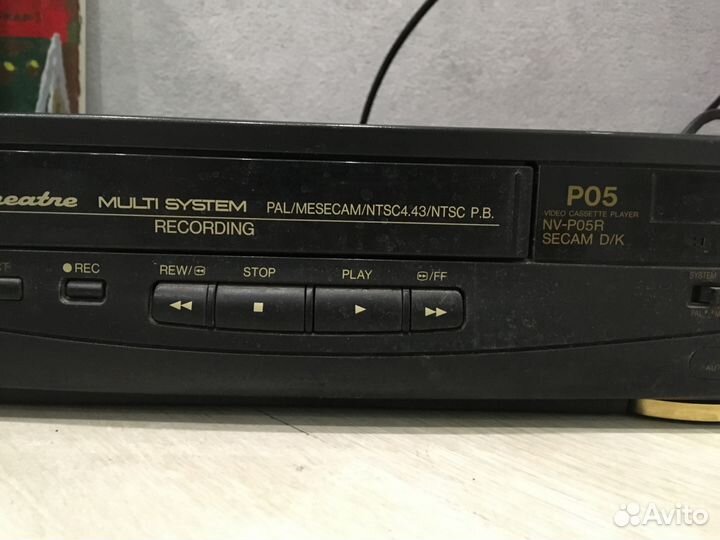 MULTI SYSTEM PAL/MESECAM/NTSC4.43/NTSC P.B.
RECORDING
P05
VIDEO CASSETTE PLAYER
NV-P05R
SECAM D/K
REC
REW/
STOP
PLAY
/FF
SYSTEM
Avito